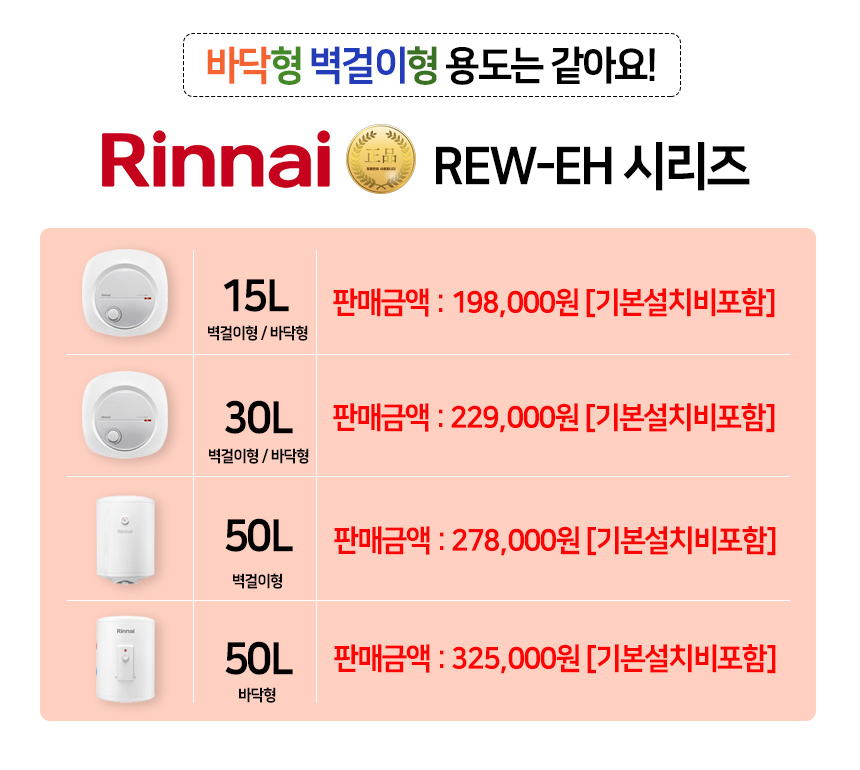 바닥형 벽걸이형 용도는 같아요!
Rinnai 正品 REW-EH 시리즈
15L
벽걸이형 / 바닥형
판매금액 : 198,000원 [기본설치비포함]
30L
벽걸이형 / 바닥형
판매금액 : 229,000원 [기본설치비포함]
Rinnai
50L
벽걸이형
판매금액 : 278,000원 [기본설치비포함]
Rinnai
50L
바닥형
판매금액 : 325,000원 [기본설치비포함]